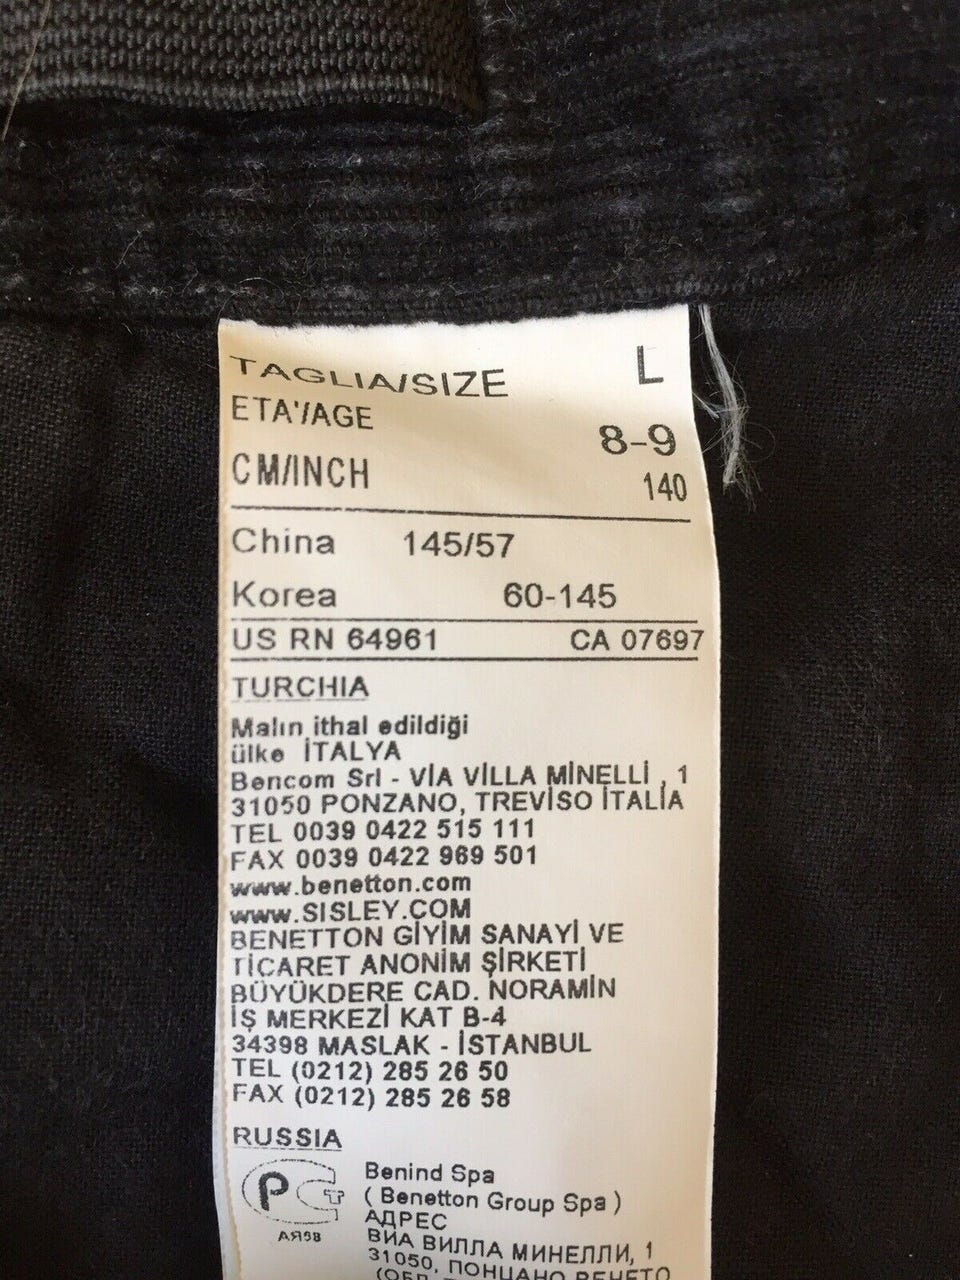 TAGLIA/SIZE L
ETA'/AGE 8-9
CM/INCH 140
China 145/57
Korea 60-145
US RN 64961 CA 07697
TURCHIA
Malın ithal edildiği
ülke İTALYA
Bencom Srl - VİA VİLLA MİNELLİ , 1
31050 PONZANO, TREVİSO İTALİA
TEL 0039 0422 515 111
FAX 0039 0422 969 501
www.benetton.com
www.SISLEY.COM
BENETTON GİYİM SANAYİ VE
TİCARET ANONİM ŞİRKETİ
BÜYÜKDERE CAD. NORAMİN
İŞ MERKEZİ KAT B-4
34398 MASLAK - İSTANBUL
TEL (0212) 285 26 50
FAX (0212) 285 26 58
RUSSIA
РСТ
АЯ98
Benind Spa
( Benetton Group Spa )
АДРЕС
ВИА ВИЛЛА МИНЕЛЛИ, 1
31050, ПОНЦАНО ВЕНЕТО